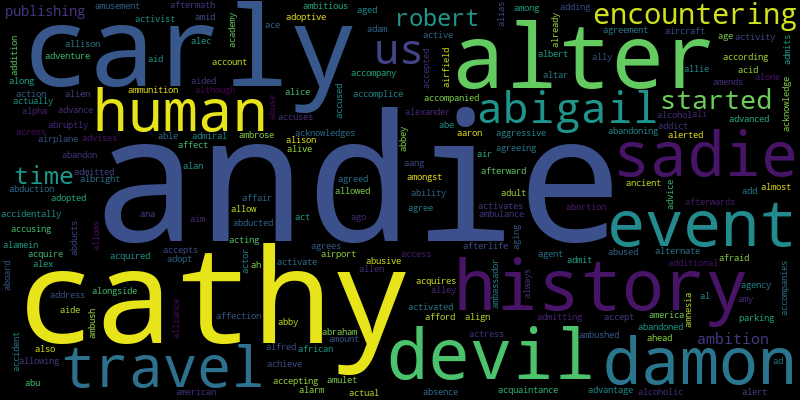 publishing amusement aftermath amid ambitious aged among alias adding encountering
activist adoptive robert
addition carly allison alec academy ace adam active already agreement aircraft
adventure aid account us accepted airfield alter albert ally age activity admits
along human accompany according
action alien aided although alice accused accomplice altar allie acid alone
actually ammunition abuse accompanied amends acknowledge
alpha advance accuses alexander abigail started
abruptly able admiral ambrose acknowledges abe abandoning alcohol ali
across airplane advises affect alison alive abbey aaron aggressive addict alerted advanced
abandon andie agreeing sadie
time admitted alan agreed aang air amongst afterward
abduction albright affair allowed ability adult ancient advice add almost
adopted ana aim allow ago agree activates abortion afterwards
accidentally abducted act ambulance event
accusing abducts allows acting
alamein acquired accepts agrees airport access afterlife aging abused alternate afraid
acquire cathy adopt actor ah activate abusive agent admit additional accompanies
aboard alex allen ambassador history agency
address alongside alliance affection abby activated acquires alley always al amy
aide ambush abraham afford align admitting accept america amnesia parking
accident also alfred african amount actress ambushed abandoned ahead ambition
allowing travel achieve devil damon
abu accepting amulet acquaintance ad
american alarm actual absence advantage alcoholic alert